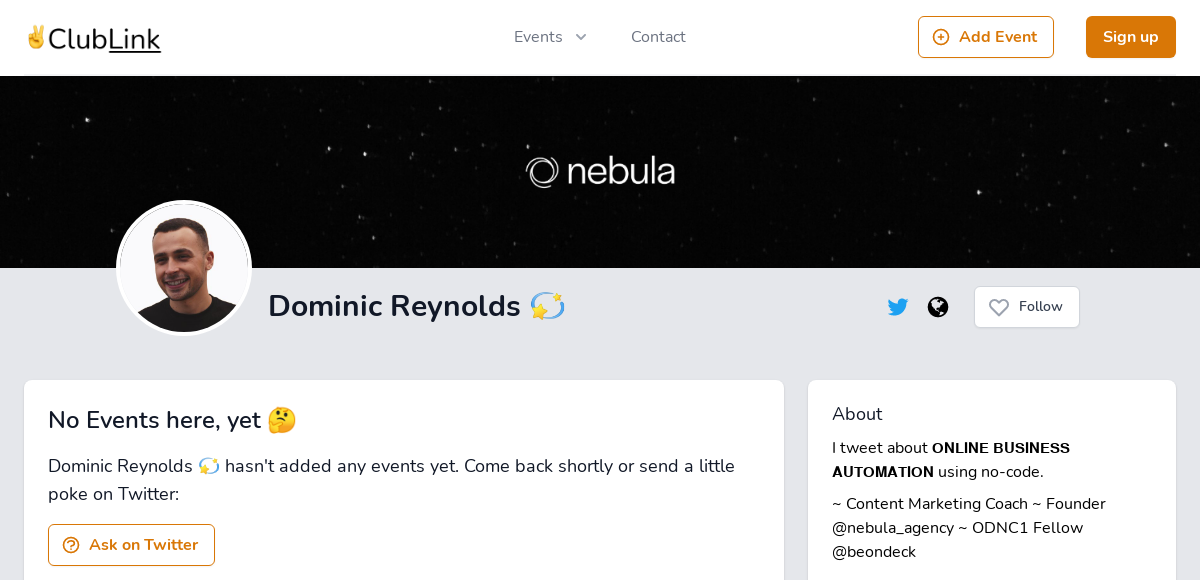 ✌️ClubLink
Events
Contact
Add Event
Sign up
nebula
Dominic Reynolds 💫
Follow
No Events here, yet 🤔
Dominic Reynolds 💫 hasn't added any events yet. Come back shortly or send a little
poke on Twitter:
Ask on Twitter
About
I tweet about 𝗢𝗡𝗟𝗜𝗡𝗘 𝗕𝗨𝗦𝗜𝗡𝗘𝗦𝗦
𝗔𝗨𝗧𝗢𝗠𝗔𝗧𝗜𝗢𝗡 using no-code.
~ Content Marketing Coach ~ Founder
@nebula_agency ~ ODNC1 Fellow
@beondeck